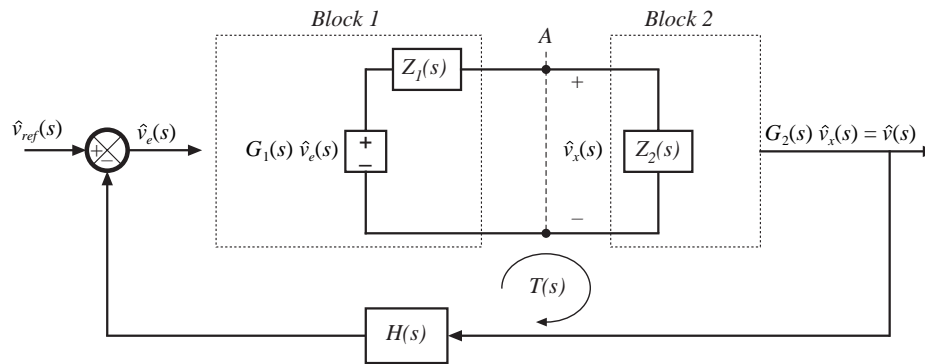 Block 1
A
Block 2
Z₁(s)
+
v̂ref(s)
+
−
v̂e(s)
G₁(s) v̂e(s)
+
−
v̂x(s)
Z₂(s)
G₂(s) v̂x(s) = v̂(s)
−
T(s)
H(s)